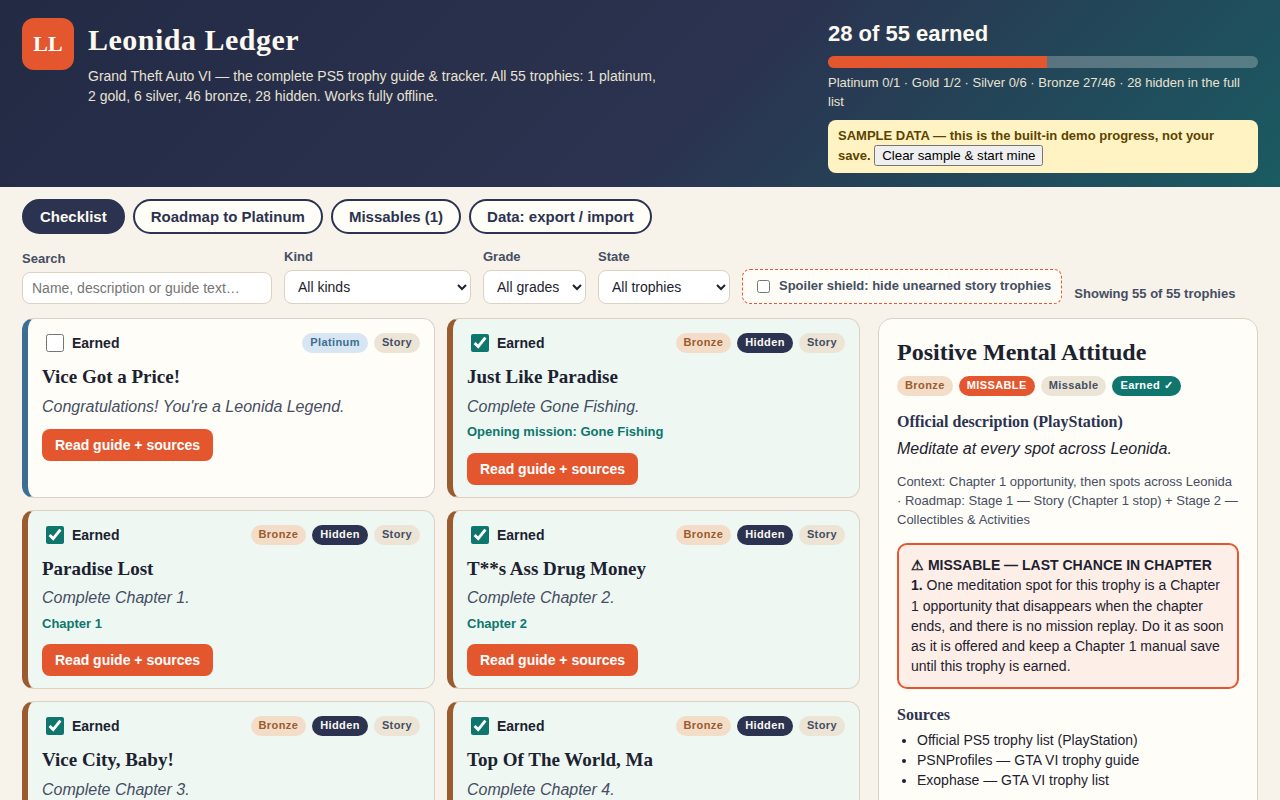 LL
Leonida Ledger
Grand Theft Auto VI — the complete PS5 trophy guide & tracker. All 55 trophies: 1 platinum,
2 gold, 6 silver, 46 bronze, 28 hidden. Works fully offline.
28 of 55 earned
Platinum 0/1 · Gold 1/2 · Silver 0/6 · Bronze 27/46 · 28 hidden in the full
list
SAMPLE DATA — this is the built-in demo progress, not your
save. Clear sample & start mine
Checklist
Roadmap to Platinum
Missables (1)
Data: export / import
Search
Kind
Grade
State
Name, description or guide text…
All kinds
All grades
All trophies
Spoiler shield: hide unearned story trophies
Showing 55 of 55 trophies
Earned
Platinum
Story
Vice Got a Price!
Congratulations! You're a Leonida Legend.
Read guide + sources
Earned
Bronze
Hidden
Story
Just Like Paradise
Complete Gone Fishing.
Opening mission: Gone Fishing
Read guide + sources
Earned
Bronze
Hidden
Story
Paradise Lost
Complete Chapter 1.
Chapter 1
Read guide + sources
Earned
Bronze
Hidden
Story
T**s Ass Drug Money
Complete Chapter 2.
Chapter 2
Read guide + sources
Earned
Bronze
Hidden
Story
Vice City, Baby!
Complete Chapter 3.
Earned
Bronze
Hidden
Story
Top Of The World, Ma
Complete Chapter 4.
Positive Mental Attitude
Bronze
MISSABLE
Missable
Earned ✓
Official description (PlayStation)
Meditate at every spot across Leonida.
Context: Chapter 1 opportunity, then spots across Leonida
· Roadmap: Stage 1 — Story (Chapter 1 stop) + Stage 2 —
Collectibles & Activities
⚠ MISSABLE — LAST CHANCE IN CHAPTER
1. One meditation spot for this trophy is a Chapter
1 opportunity that disappears when the chapter
ends, and there is no mission replay. Do it as soon
as it is offered and keep a Chapter 1 manual save
until this trophy is earned.
Sources
• Official PS5 trophy list (PlayStation)
• PSNProfiles — GTA VI trophy guide
• Exophase — GTA VI trophy list